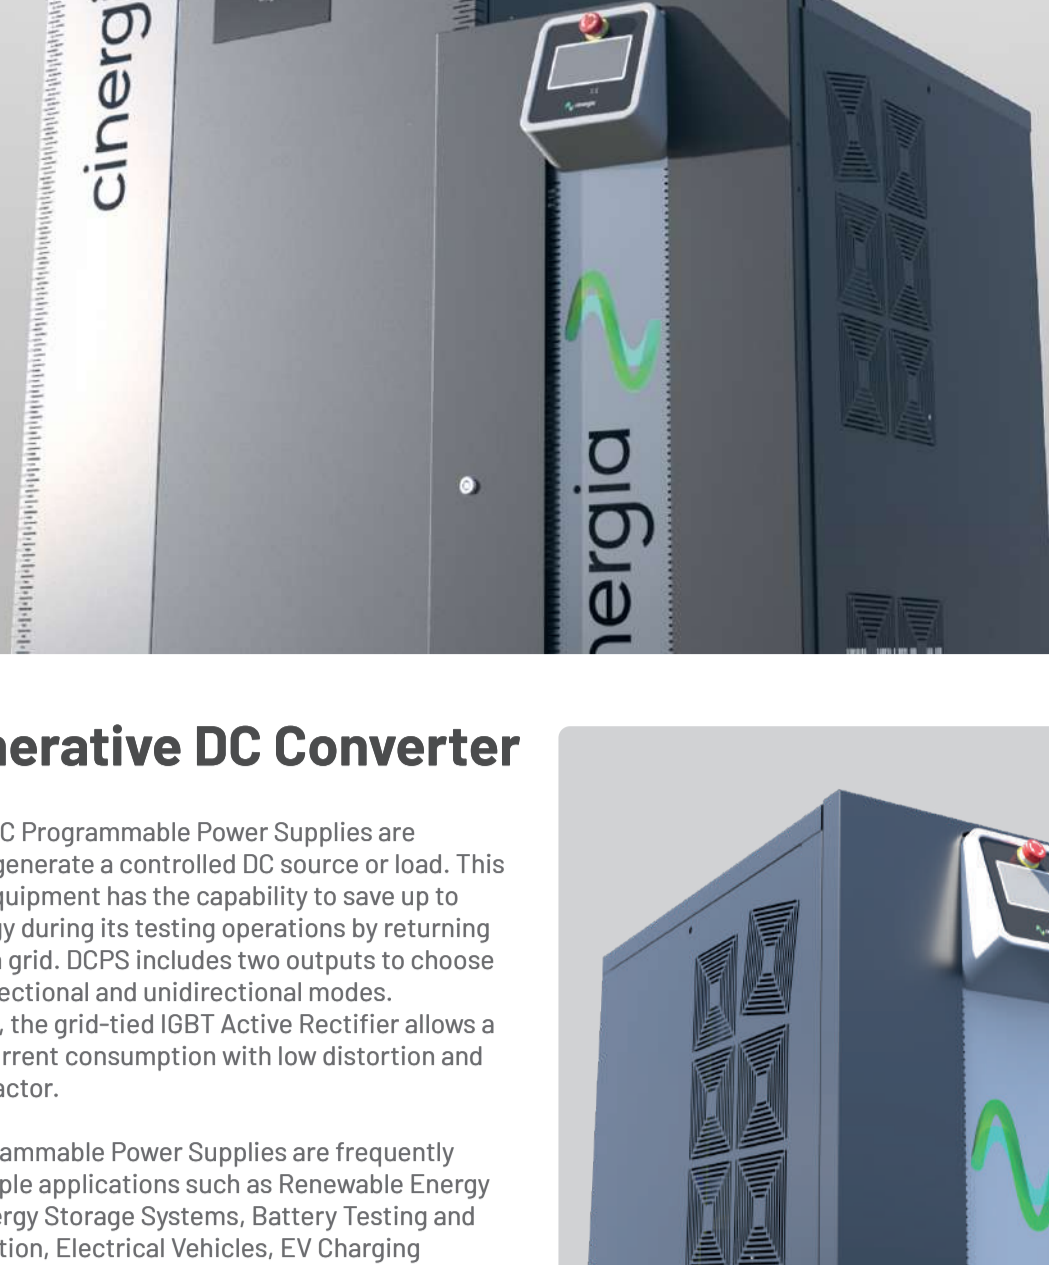 cinerg
cinergia
nergia
nerative DC Converter
C Programmable Power Supplies are
generate a controlled DC source or load. This
quipment has the capability to save up to
gy during its testing operations by returning
grid. DCPS includes two outputs to choose
ectional and unidirectional modes.
, the grid-tied IGBT Active Rectifier allows a
rrent consumption with low distortion and
actor.
ammable Power Supplies are frequently
ple applications such as Renewable Energy
ergy Storage Systems, Battery Testing and
tion, Electrical Vehicles, EV Charging